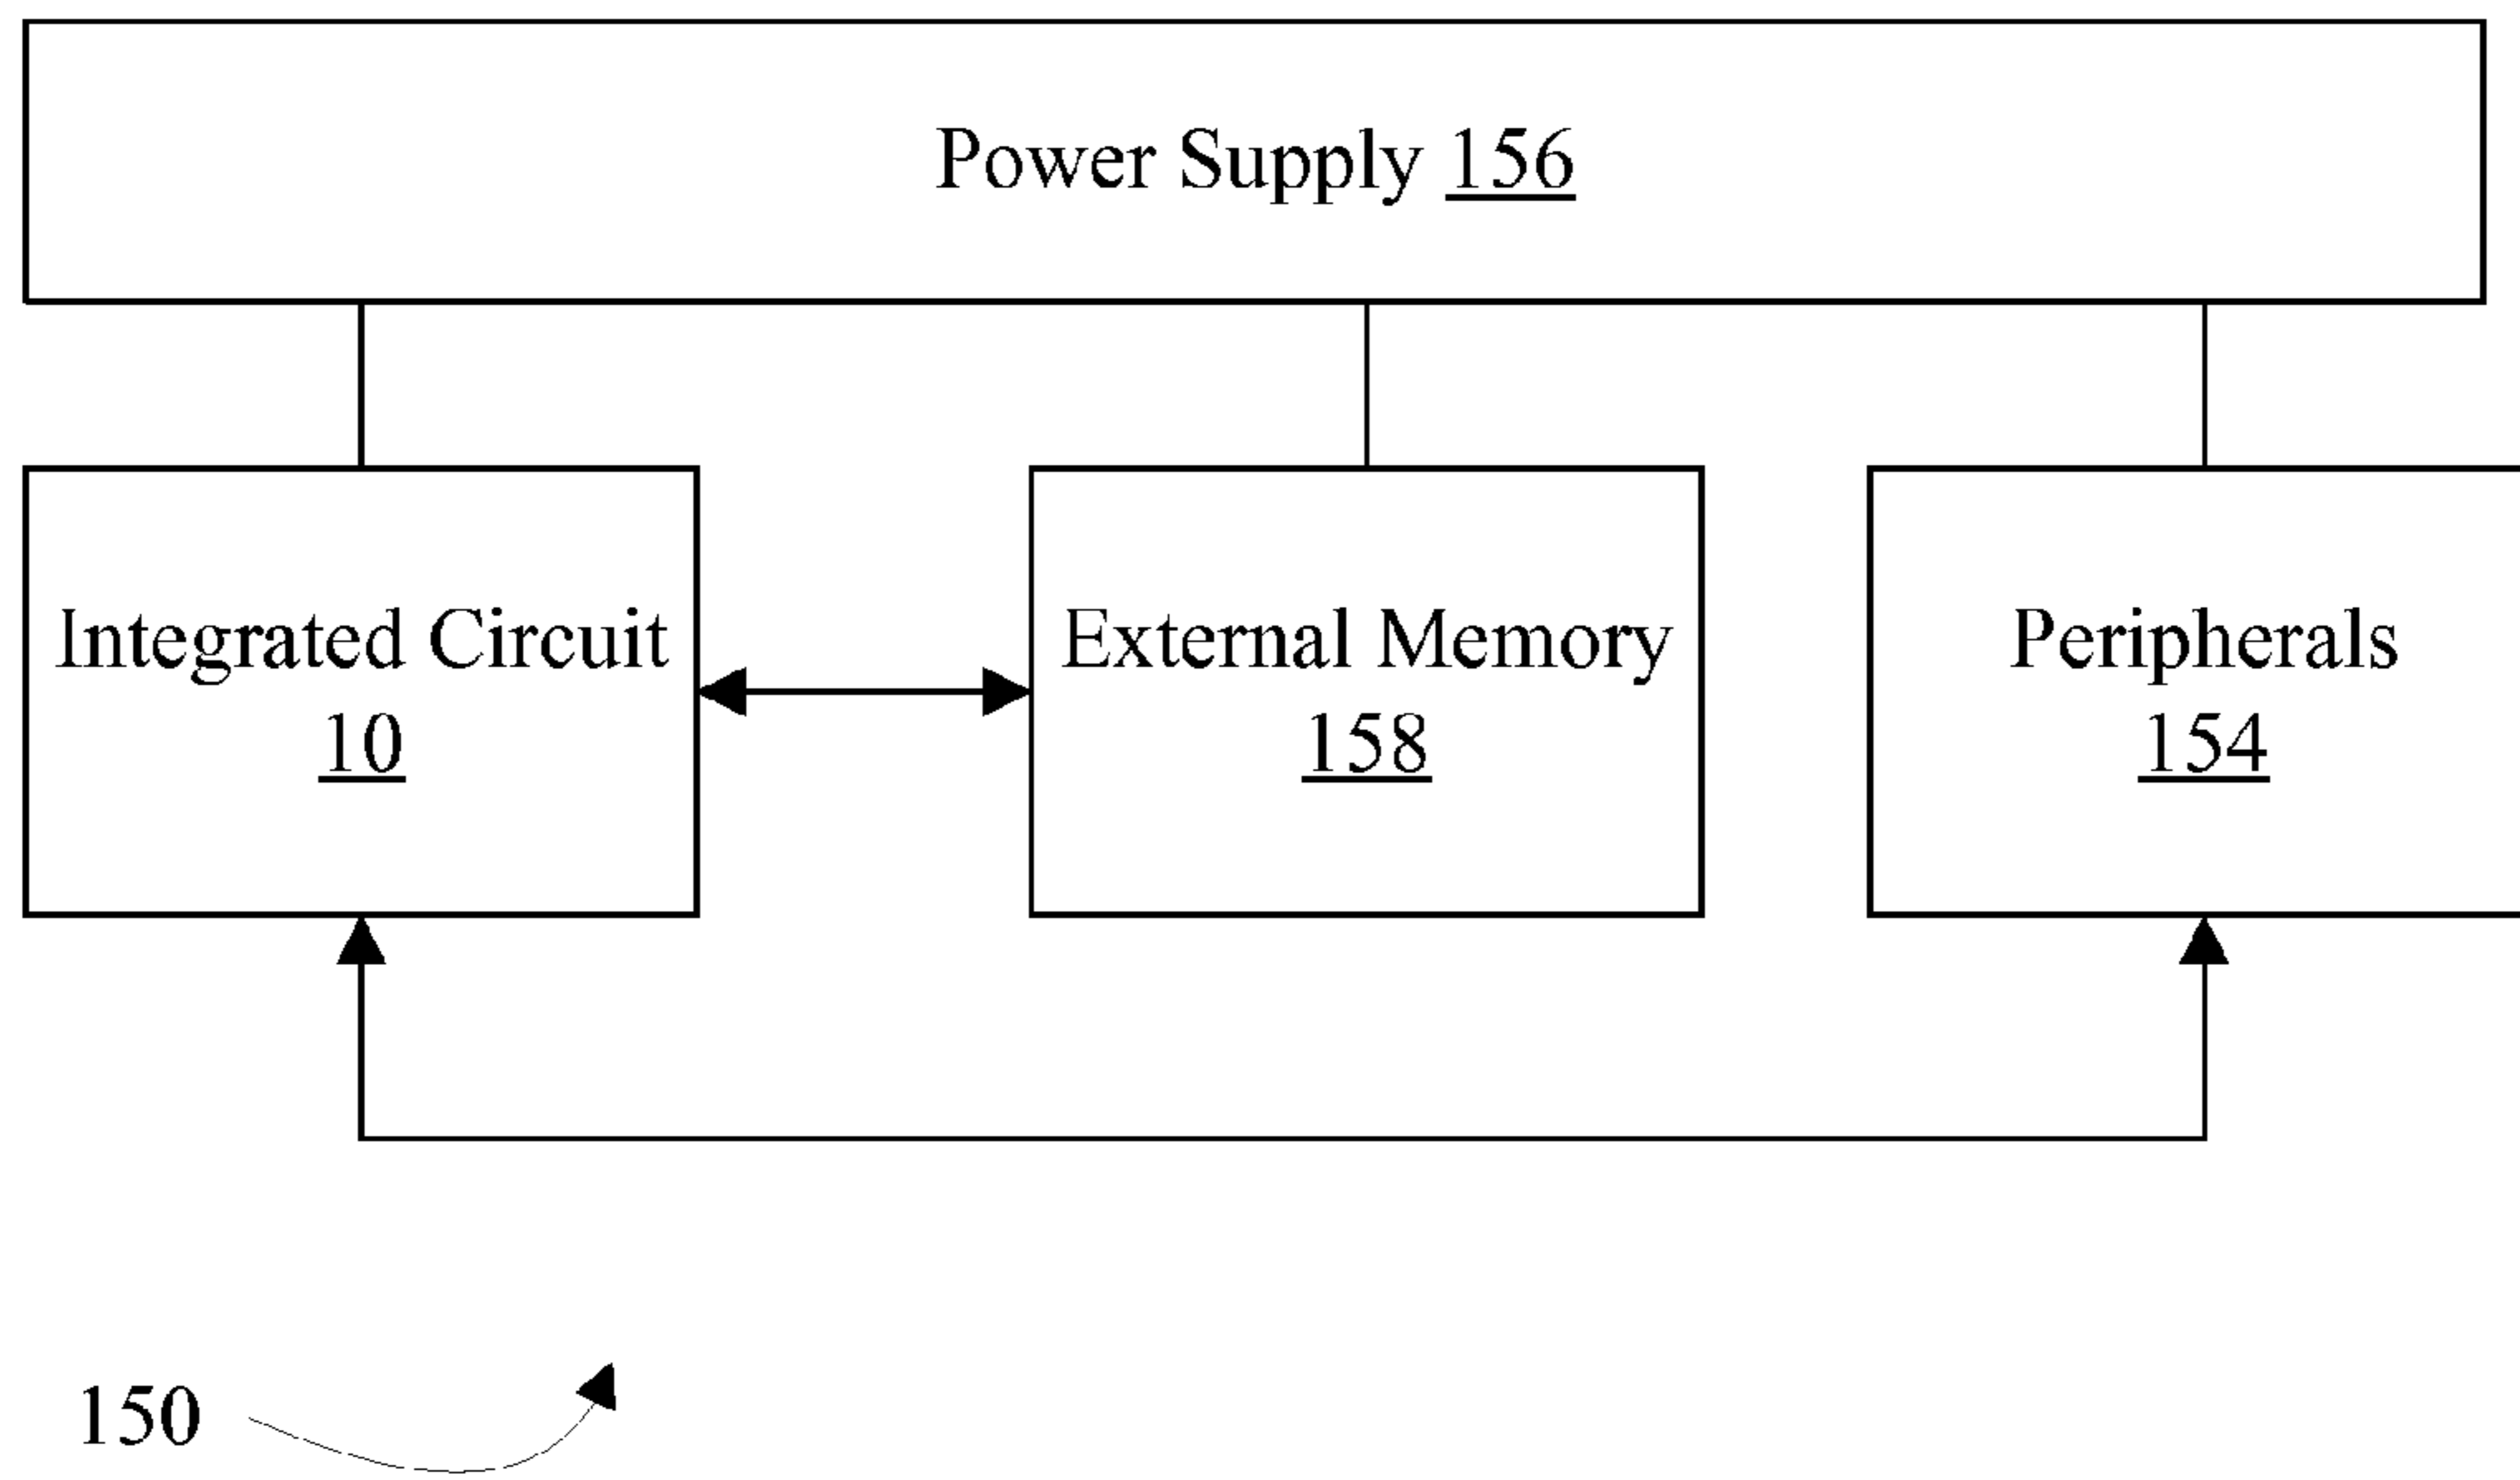 Power Supply 156
Integrated Circuit
10
External Memory
158
Peripherals
154
150